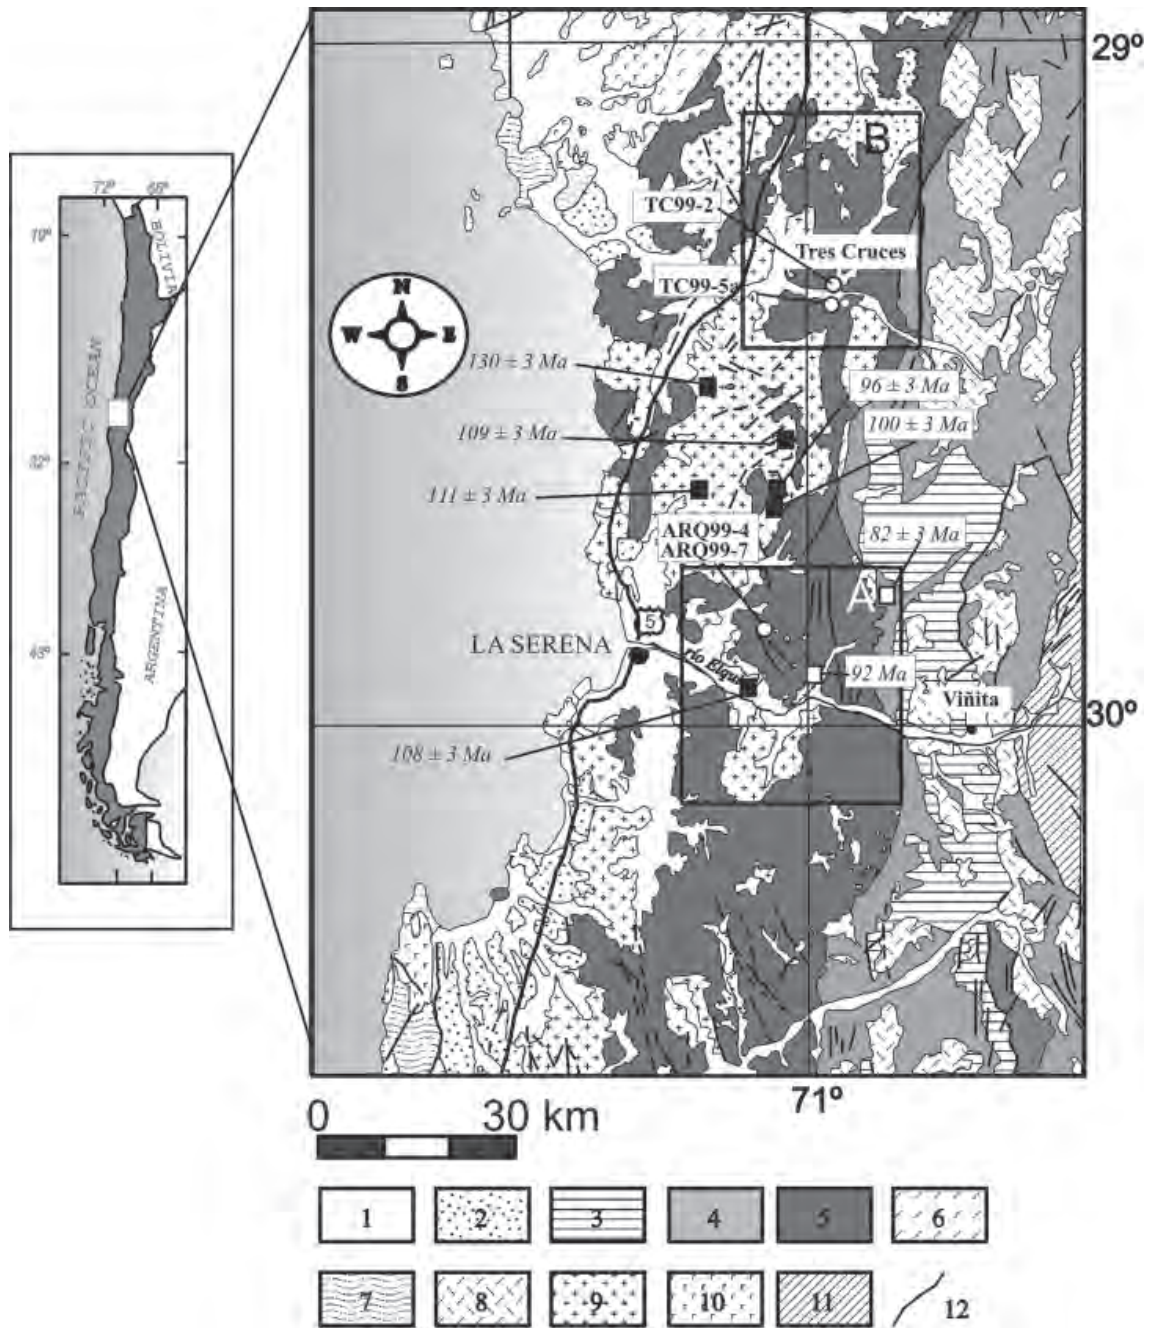 29º
B
72º
68º
BOLIVIA
TC99-2
Tres Cruces
TC99-5a
N
W
E
S
PACIFIC OCEAN
130 ± 3 Ma
96 ± 3 Ma
100 ± 3 Ma
109 ± 3 Ma
111 ± 3 Ma
ARQ99-4
ARQ99-7
82 ± 3 Ma
A
5
LA SERENA
río Elqui
92 Ma
Viñita
30º
ARGENTINA
108 ± 3 Ma
71º
0 30 km
1 2 3 4 5 6
7 8 9 10 11 12